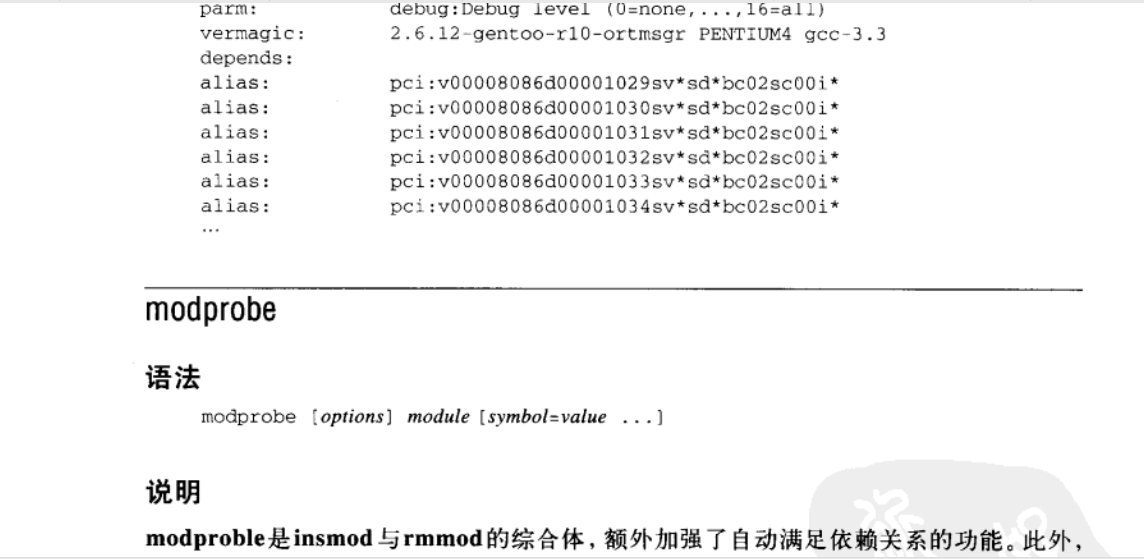 parm: debug:Debug level (0=none,...,16=all)
vermagic: 2.6.12-gentoo-r10-ortmsgr PENTIUM4 gcc-3.3
depends:
alias: pci:v00008086d00001029sv*sd*bc02sc00i*
alias: pci:v00008086d00001030sv*sd*bc02sc00i*
alias: pci:v00008086d00001031sv*sd*bc02sc00i*
alias: pci:v00008086d00001032sv*sd*bc02sc00i*
alias: pci:v00008086d00001033sv*sd*bc02sc00i*
alias: pci:v00008086d00001034sv*sd*bc02sc00i*
...
modprobe
语法
modprobe [options] module [symbol=value ...]
说明
modproble是insmod与rmmod的综合体，额外加强了自动满足依赖关系的功能。此外，